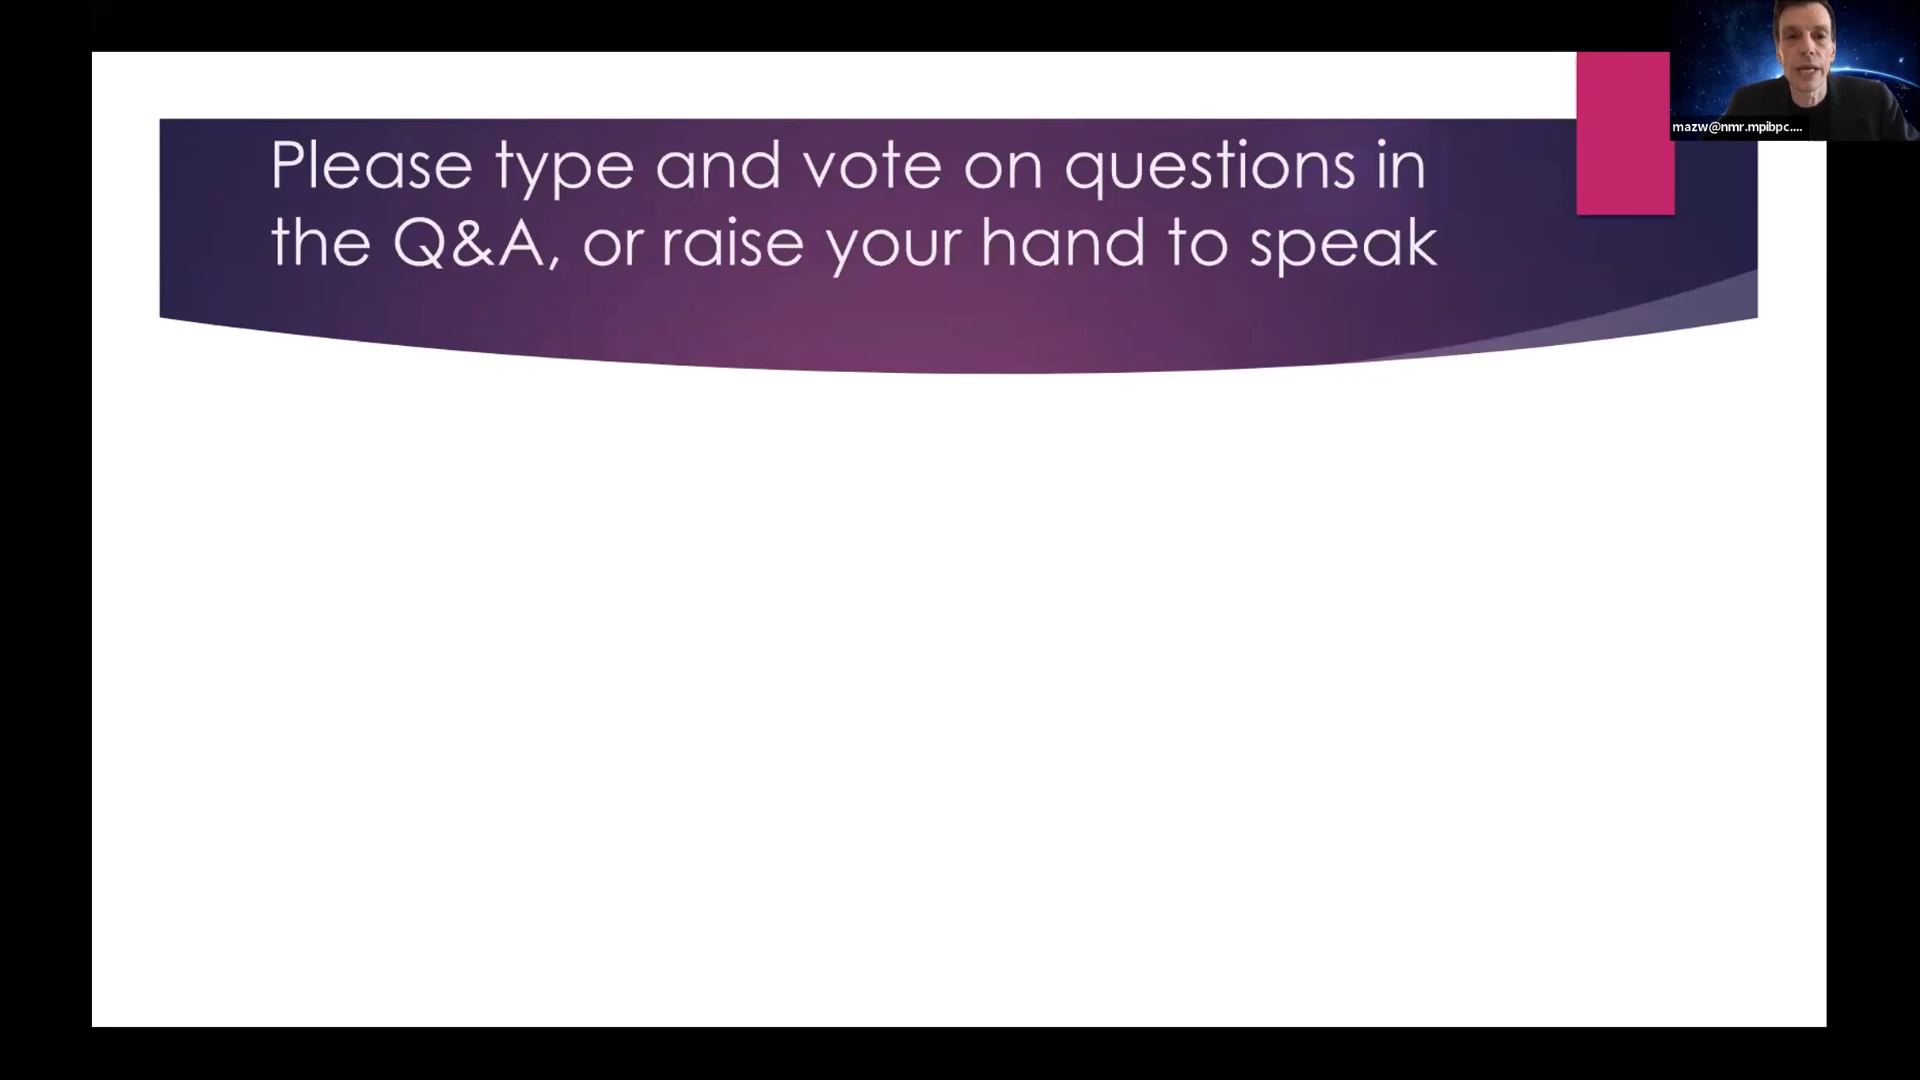 Please type and vote on questions in
the Q&A, or raise your hand to speak
mazw@nmr.mpibpc....